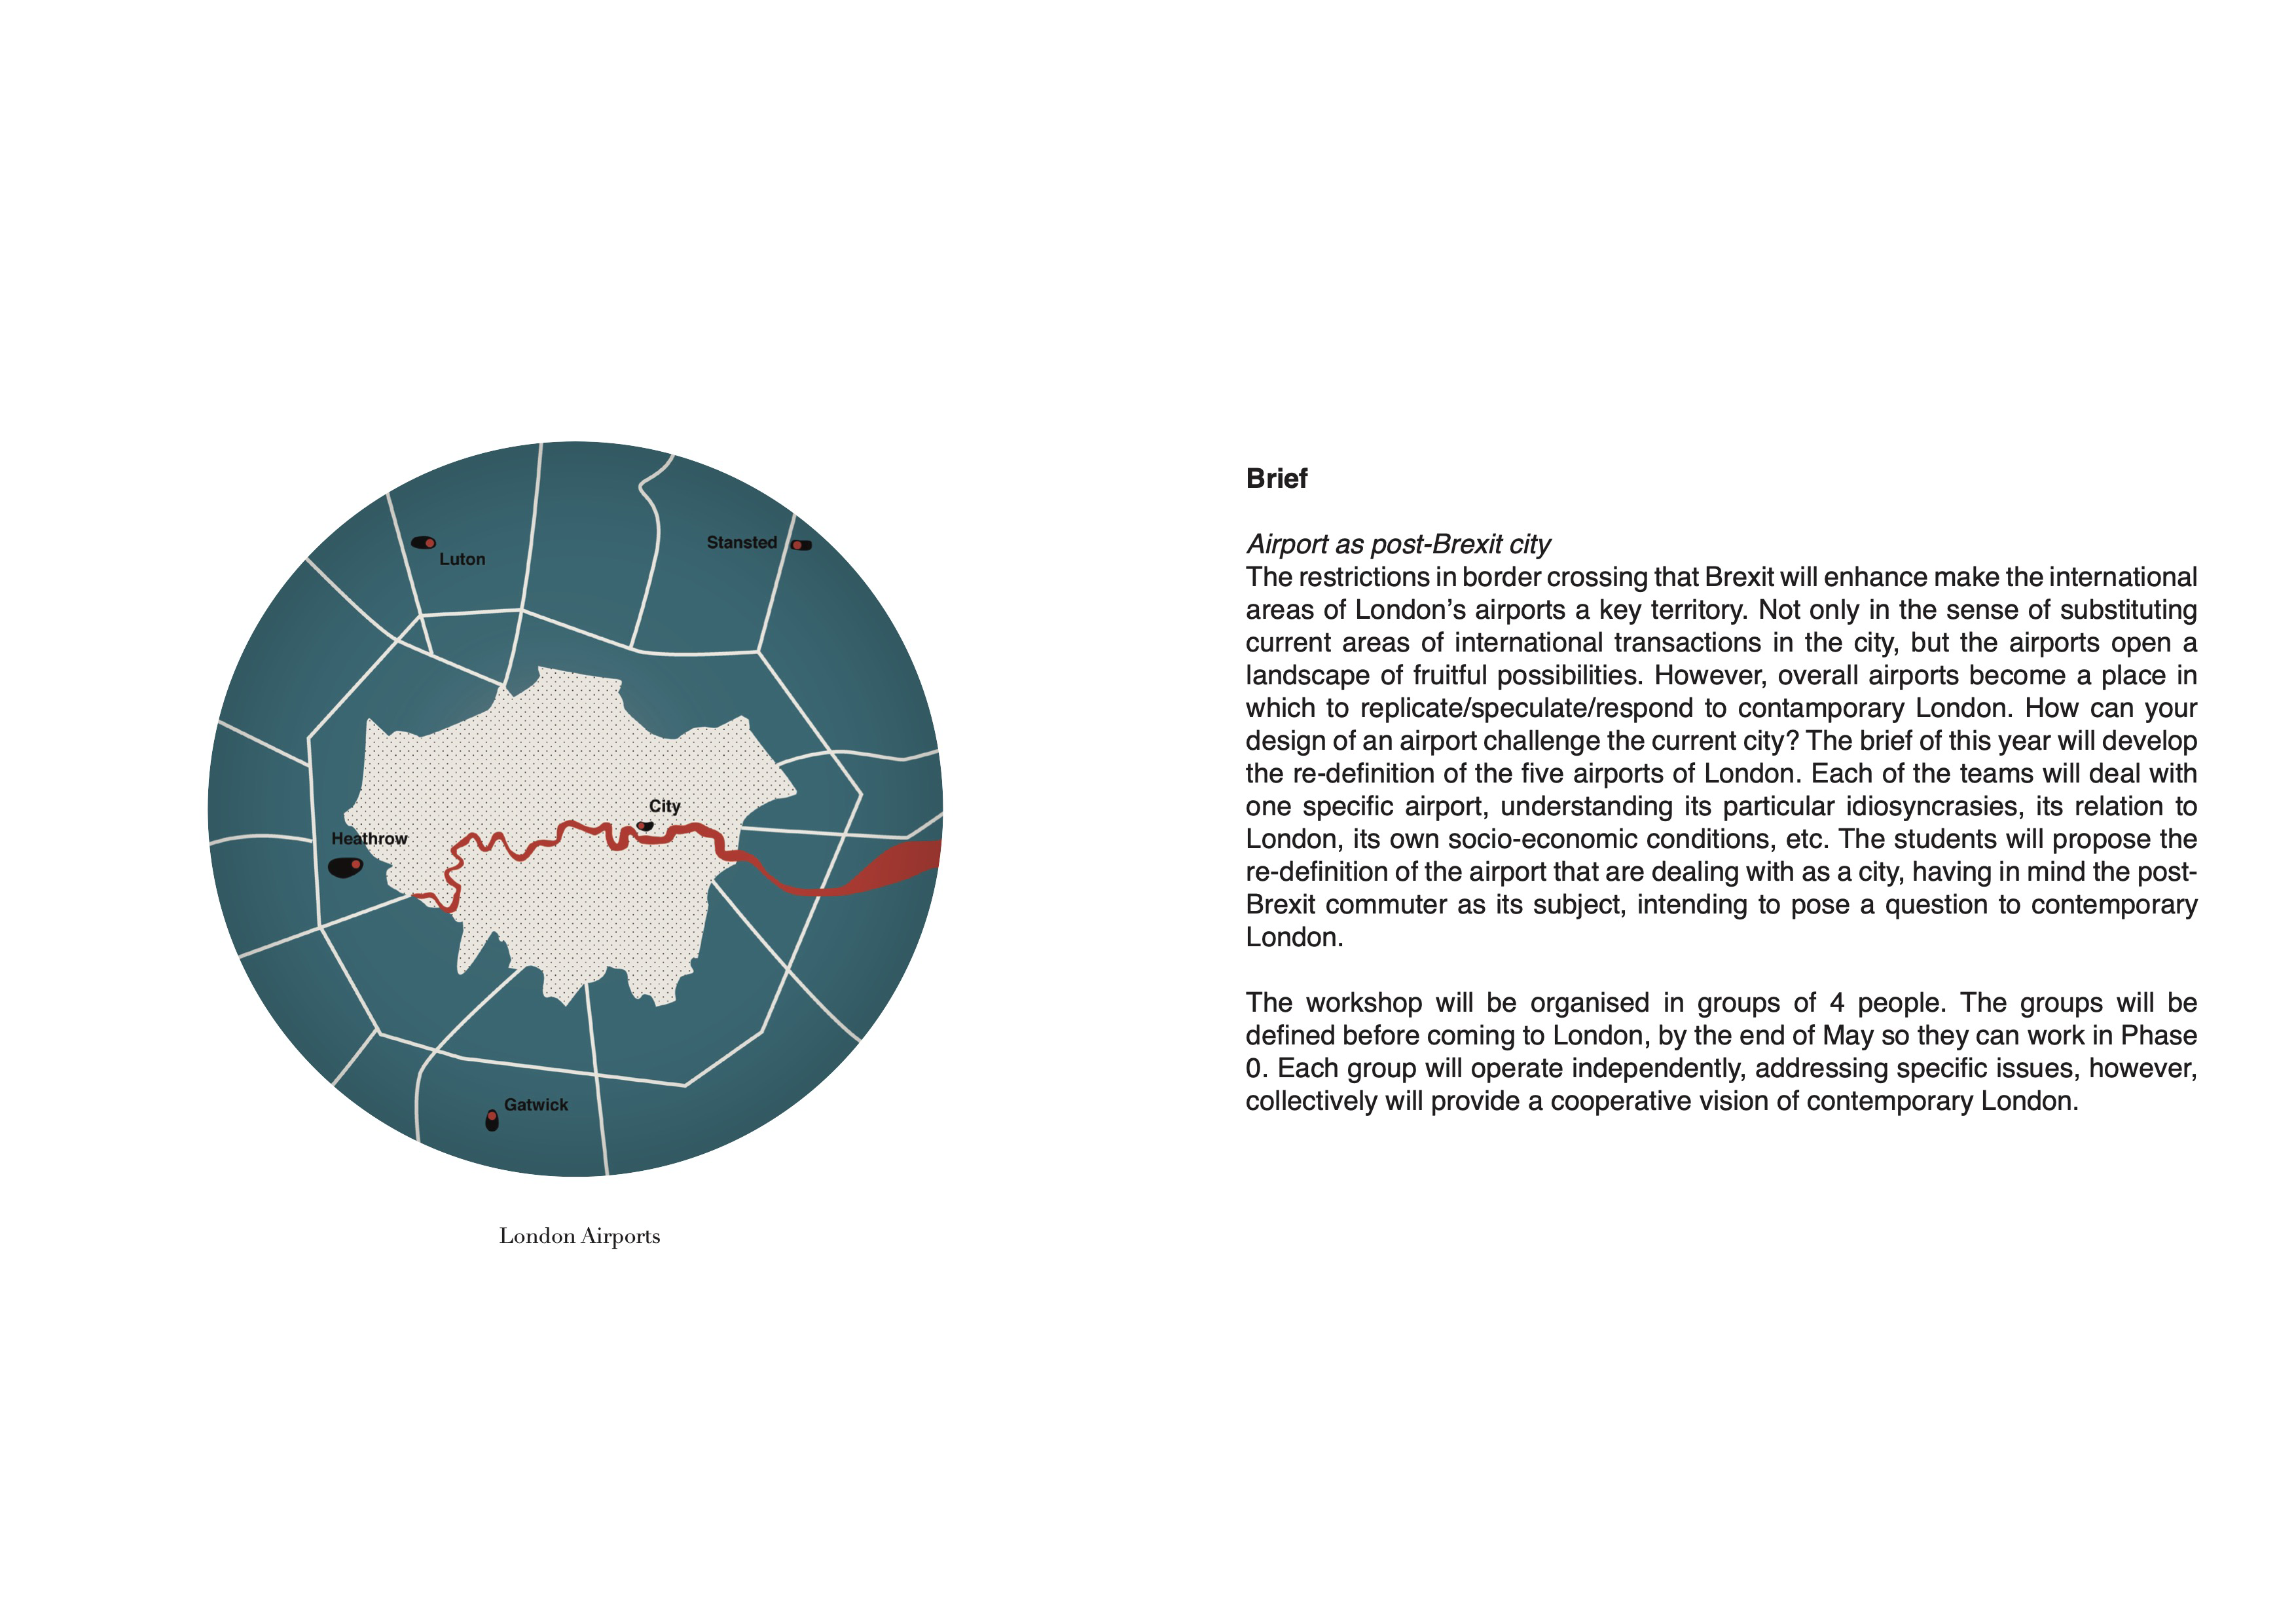 Luton
Stansted
City
Heathrow
Gatwick
London Airports
Brief
Airport as post-Brexit city
The restrictions in border crossing that Brexit will enhance make the international
areas of London’s airports a key territory. Not only in the sense of substituting
current areas of international transactions in the city, but the airports open a
landscape of fruitful possibilities. However, overall airports become a place in
which to replicate/speculate/respond to contamporary London. How can your
design of an airport challenge the current city? The brief of this year will develop
the re-definition of the five airports of London. Each of the teams will deal with
one specific airport, understanding its particular idiosyncrasies, its relation to
London, its own socio-economic conditions, etc. The students will propose the
re-definition of the airport that are dealing with as a city, having in mind the post-
Brexit commuter as its subject, intending to pose a question to contemporary
London.
The workshop will be organised in groups of 4 people. The groups will be
defined before coming to London, by the end of May so they can work in Phase
0. Each group will operate independently, addressing specific issues, however,
collectively will provide a cooperative vision of contemporary London.